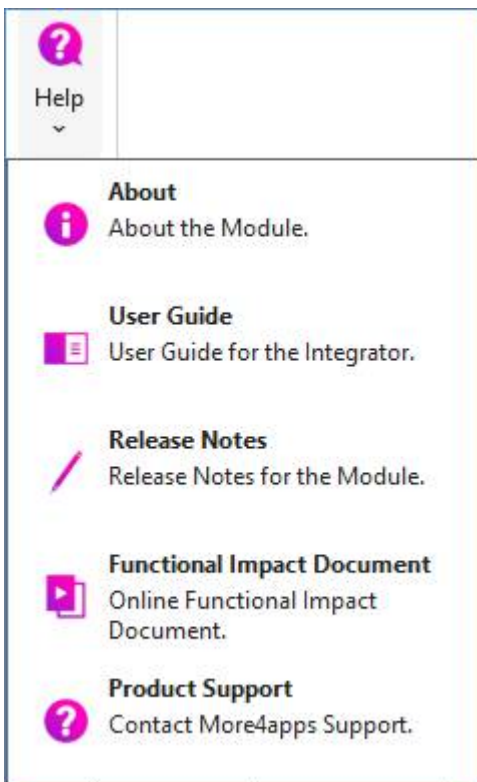 Help
About
About the Module.
User Guide
User Guide for the Integrator.
Release Notes
Release Notes for the Module.
Functional Impact Document
Online Functional Impact
Document.
Product Support
Contact More4apps Support.